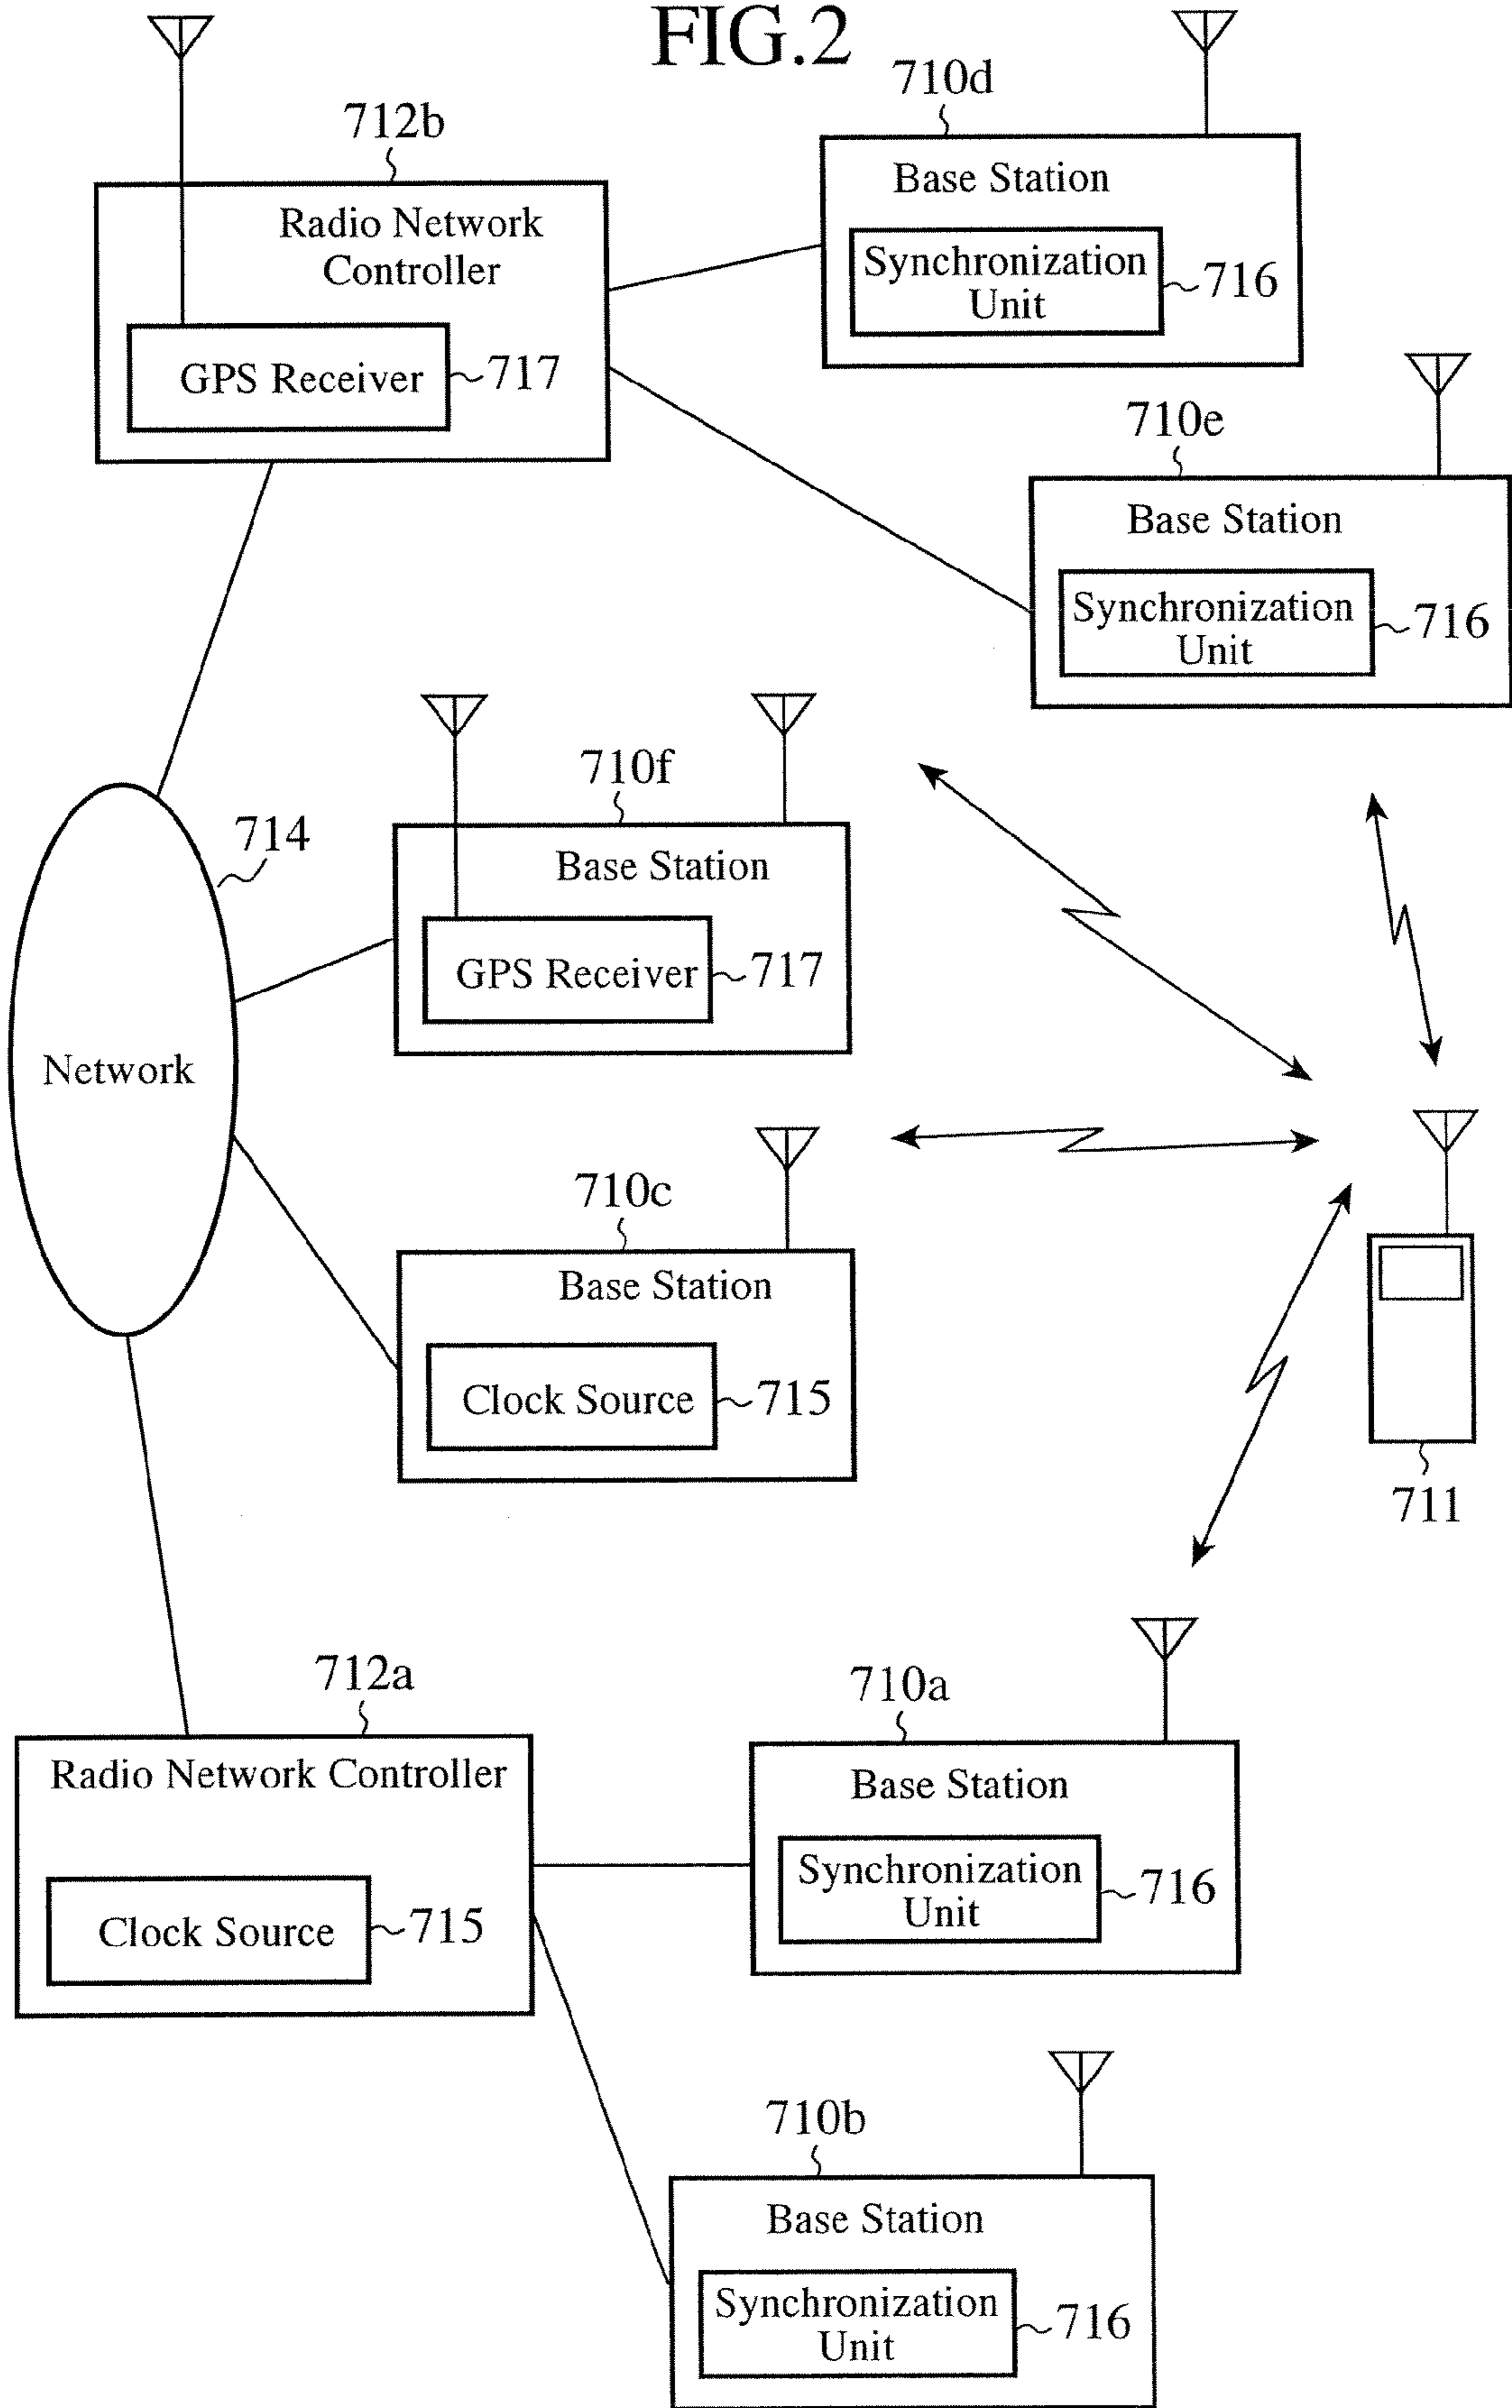 FIG.2
710d
712b
Base Station
Radio Network
Controller
Synchronization
Unit
716
GPS Receiver
717
710e
Base Station
Synchronization
Unit
716
710f
714
Base Station
GPS Receiver
717
Network
710c
Base Station
Clock Source
715
711
712a
710a
Radio Network Controller
Base Station
Synchronization
Unit
716
Clock Source
715
710b
Base Station
Synchronization
Unit
716